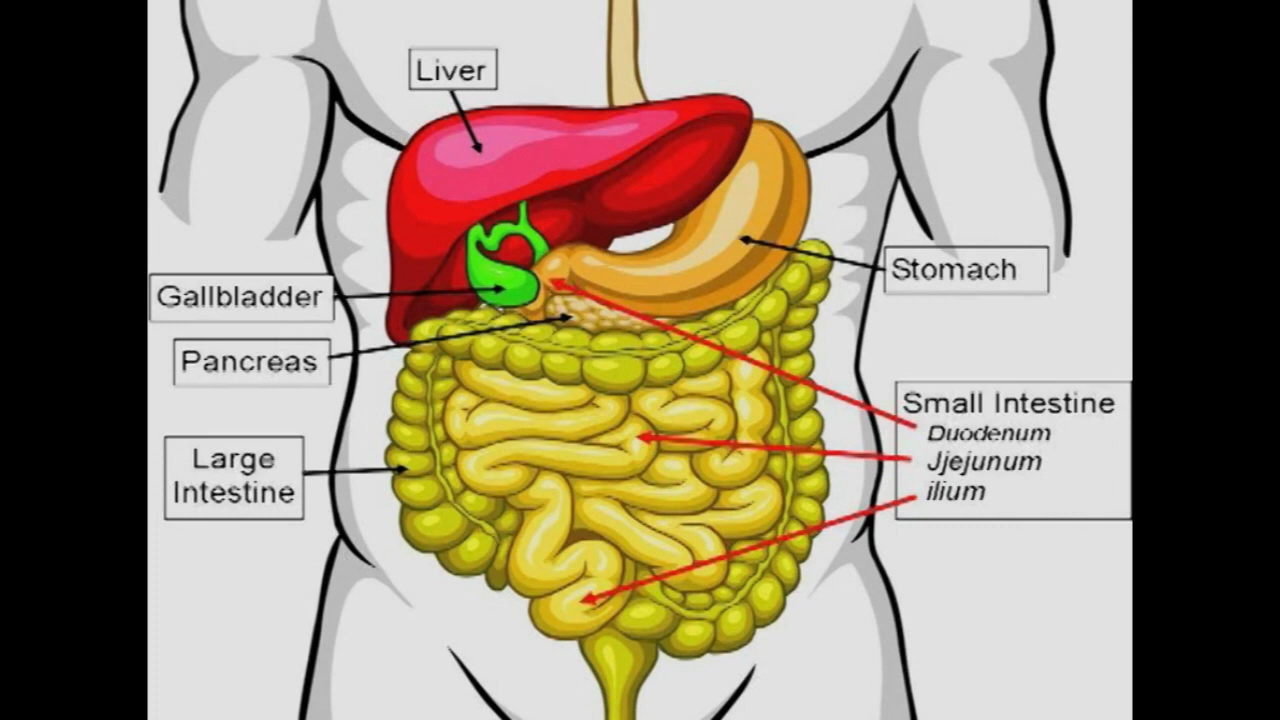 Liver
Stomach
Gallbladder
Pancreas
Small Intestine
Duodenum
Jjejunum
ilium
Large
Intestine